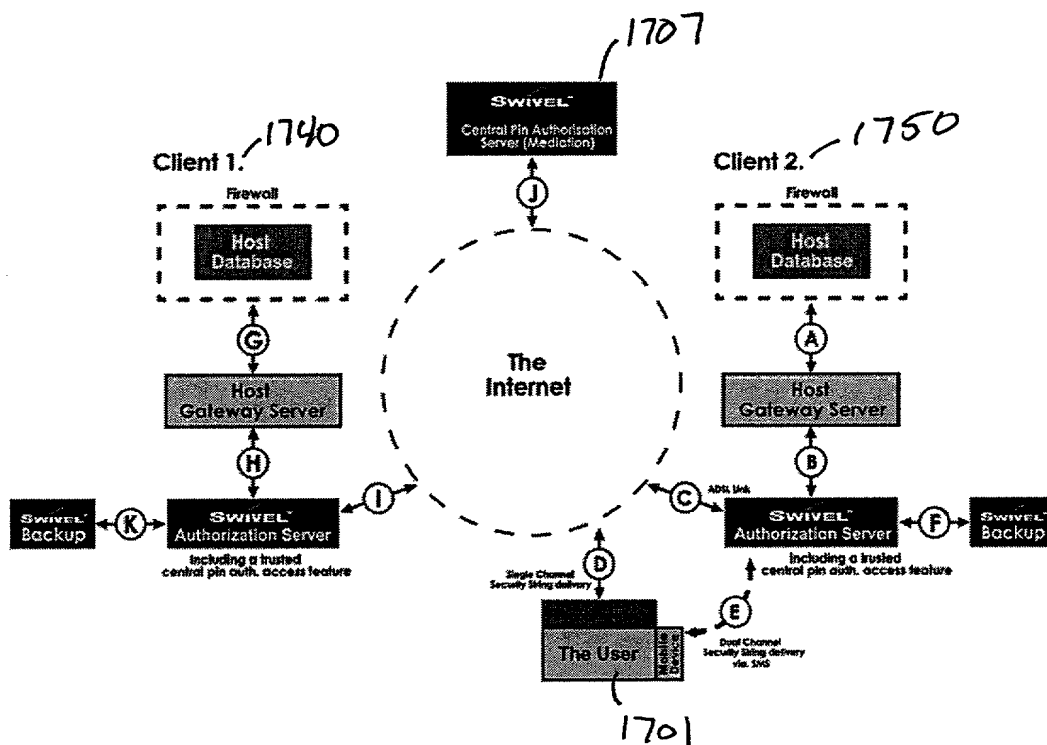 1707
SWIVEL™
Central Pin Authorisation
Server (Mediation)
J
1740
Client 1.
Firewall
Host
Database
G
Host
Gateway Server
H
SWIVEL
Backup
K
SWIVEL™
Authorization Server
Including a trusted
central pin auth. access feature
I
The
Internet
1750
Client 2.
Firewall
Host
Database
A
Host
Gateway Server
B
C
ADSL Link
SWIVEL™
Authorization Server
Including a trusted
central pin auth. access feature
F
SWIVEL
Backup
D
Single Channel
Security String delivery
E
Dual Channel
Security String delivery
via. SMS
The User
Mobile
Device
1701